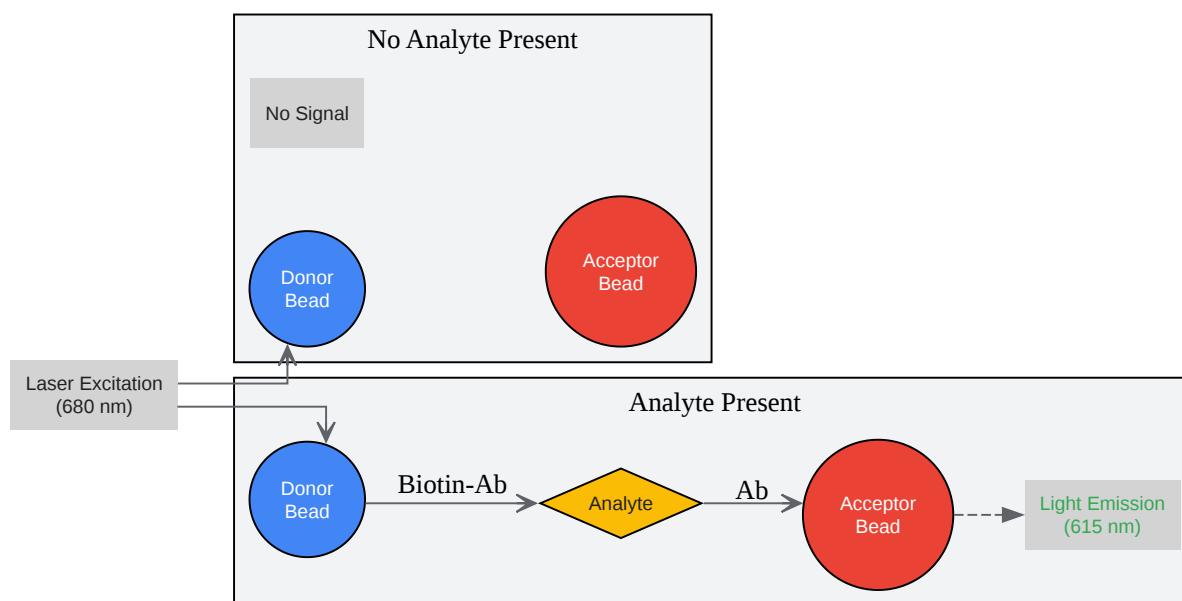 No Analyte Present
No Signal
Donor
Bead
Acceptor
Bead
Laser Excitation
(680 nm)
Analyte Present
Donor
Bead
Biotin-Ab
Analyte
Ab
Acceptor
Bead
Light Emission
(615 nm)